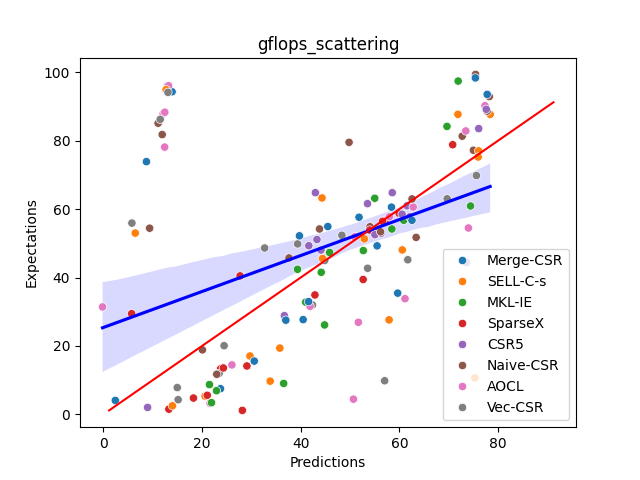 gflops_scattering
100
80
60
40
20
0
Expectations
0 20 40 60 80
Predictions
Merge-CSR
SELL-C-s
MKL-IE
SparseX
CSR5
Naive-CSR
AOCL
Vec-CSR